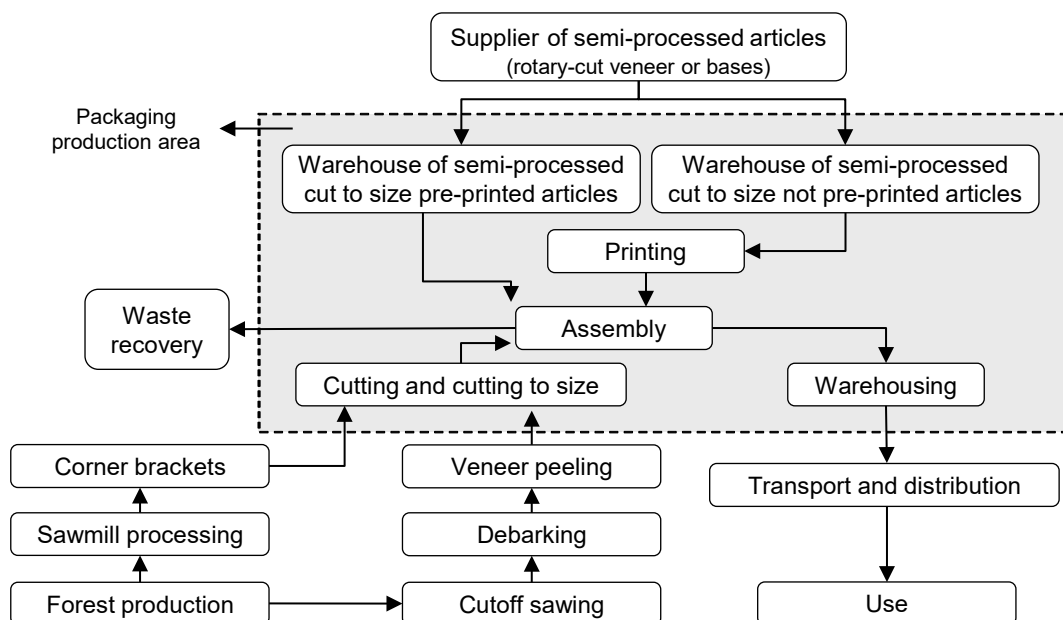 Supplier of semi-processed articles
(rotary-cut veneer or bases)
Packaging
production area
Warehouse of semi-processed
cut to size pre-printed articles
Warehouse of semi-processed
cut to size not pre-printed articles
Printing
Waste
recovery
Assembly
Cutting and cutting to size
Warehousing
Corner brackets
Veneer peeling
Transport and distribution
Sawmill processing
Debarking
Forest production
Cutoff sawing
Use